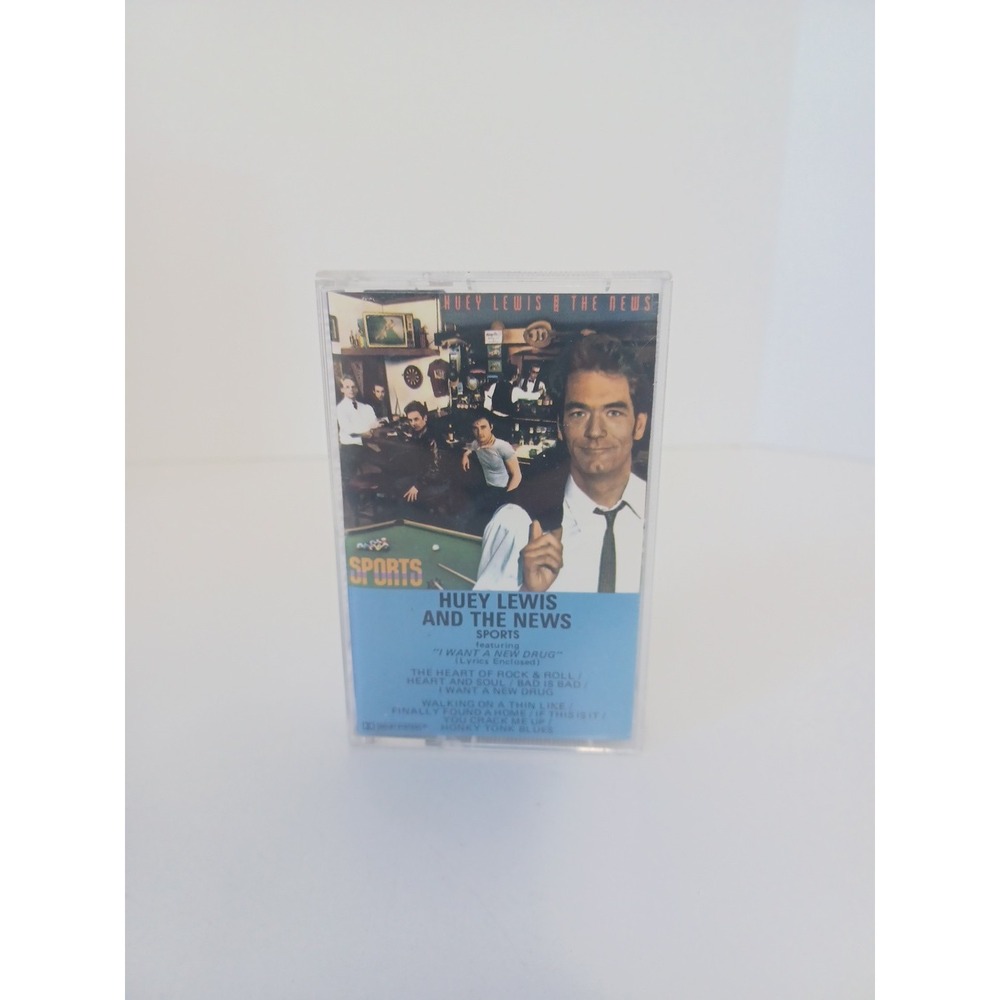 HUEY LEWIS & THE NEWS
SPORTS
HUEY LEWIS
AND THE NEWS
SPORTS
featuring
"I WANT A NEW DRUG"
(Lyrics Enclosed)
THE HEART OF ROCK & ROLL /
HEART AND SOUL / BAD IS BAD /
I WANT A NEW DRUG
WALKING ON A THIN LINE /
FINALLY FOUND A HOME / IF THIS IS IT /
YOU CRACK ME UP /
HONKY TONK BLUES